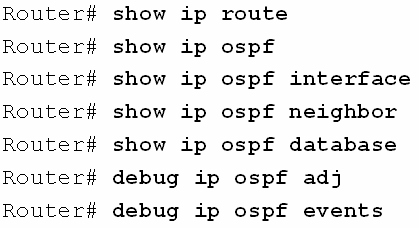 Router# show ip route
Router# show ip ospf
Router# show ip ospf interface
Router# show ip ospf neighbor
Router# show ip ospf database
Router# debug ip ospf adj
Router# debug ip ospf events